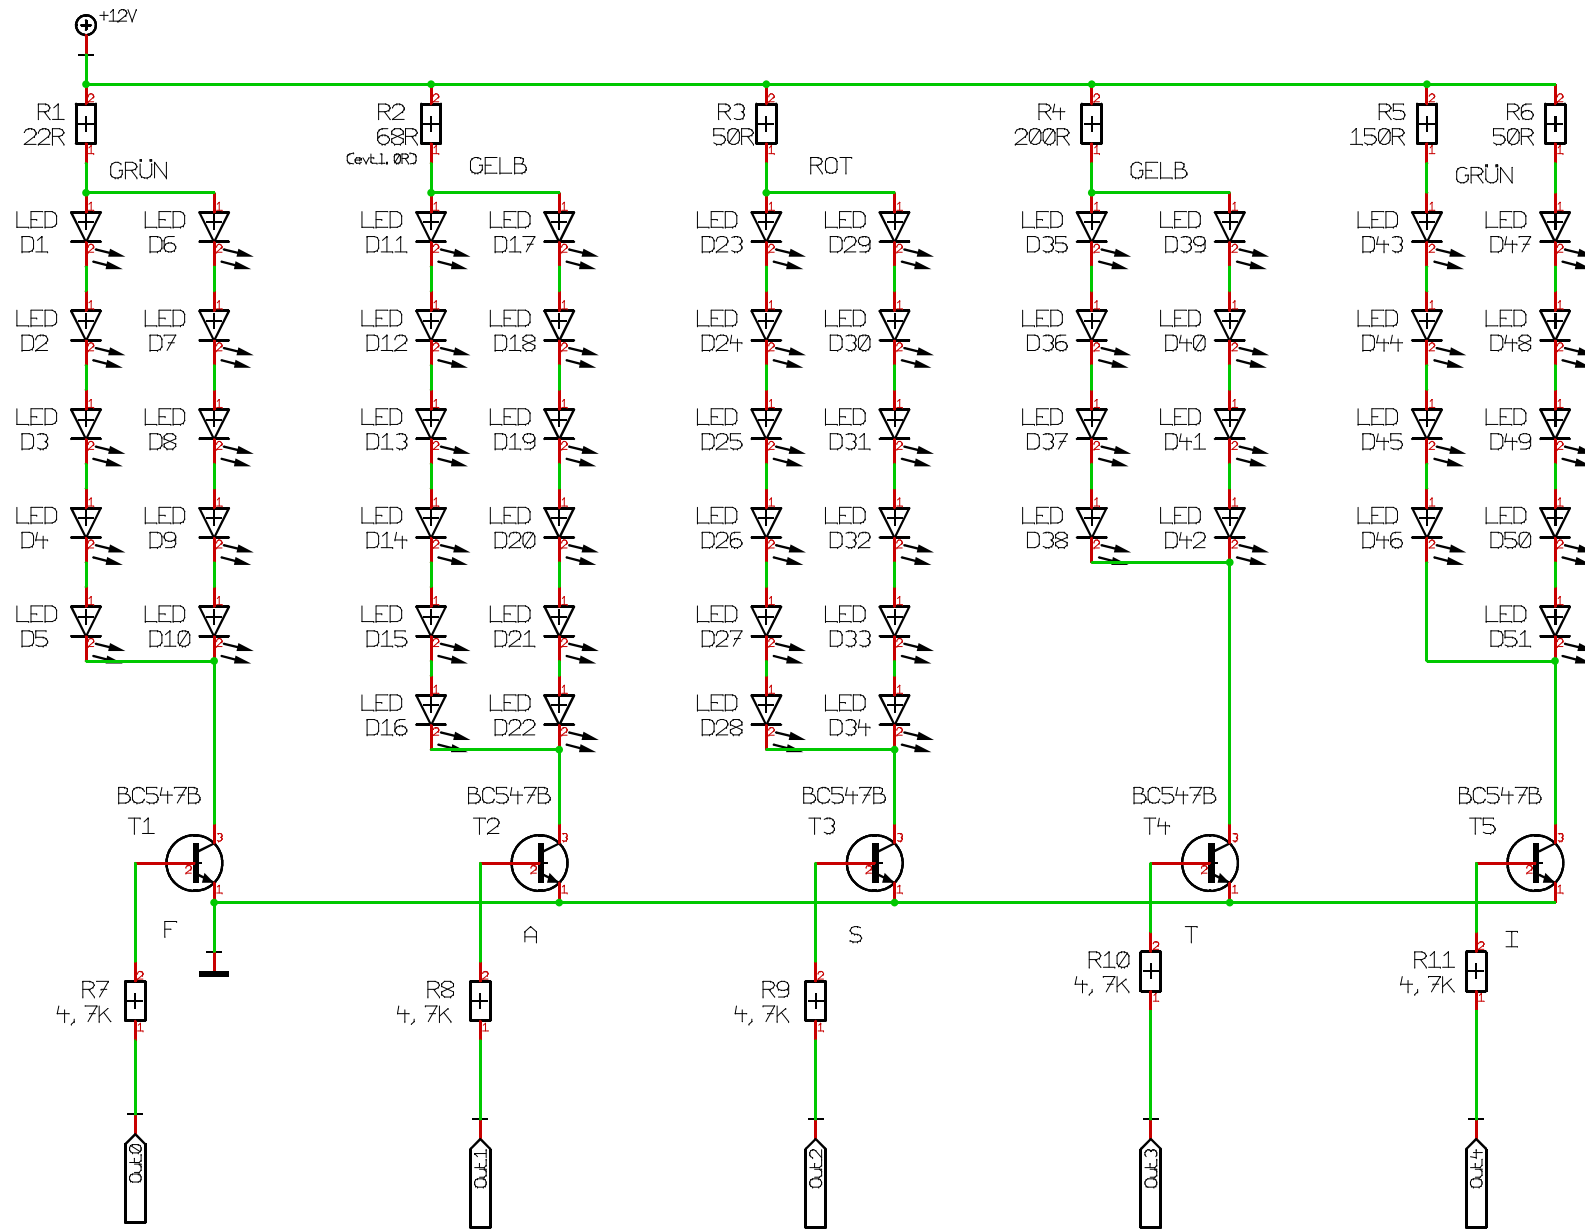 +12V
R1
22R
R2
68R
(evtl. 0R)
R3
50R
R4
200R
R5
150R
R6
50R
GRÜN
GELB
ROT
GELB
GRÜN
LED
D1
LED
D6
LED
D11
LED
D17
LED
D23
LED
D29
LED
D35
LED
D39
LED
D43
LED
D47
LED
D2
LED
D7
LED
D12
LED
D18
LED
D24
LED
D30
LED
D36
LED
D40
LED
D44
LED
D48
LED
D3
LED
D8
LED
D13
LED
D19
LED
D25
LED
D31
LED
D37
LED
D41
LED
D45
LED
D49
LED
D4
LED
D9
LED
D14
LED
D20
LED
D26
LED
D32
LED
D38
LED
D42
LED
D46
LED
D50
LED
D5
LED
D10
LED
D15
LED
D21
LED
D27
LED
D33
LED
D51
LED
D16
LED
D22
LED
D28
LED
D34
BC547B
T1
BC547B
T2
BC547B
T3
BC547B
T4
BC547B
T5
F
A
S
T
I
R7
4,7K
R8
4,7K
R9
4,7K
R10
4,7K
R11
4,7K
Out0
Out1
Out2
Out3
Out4